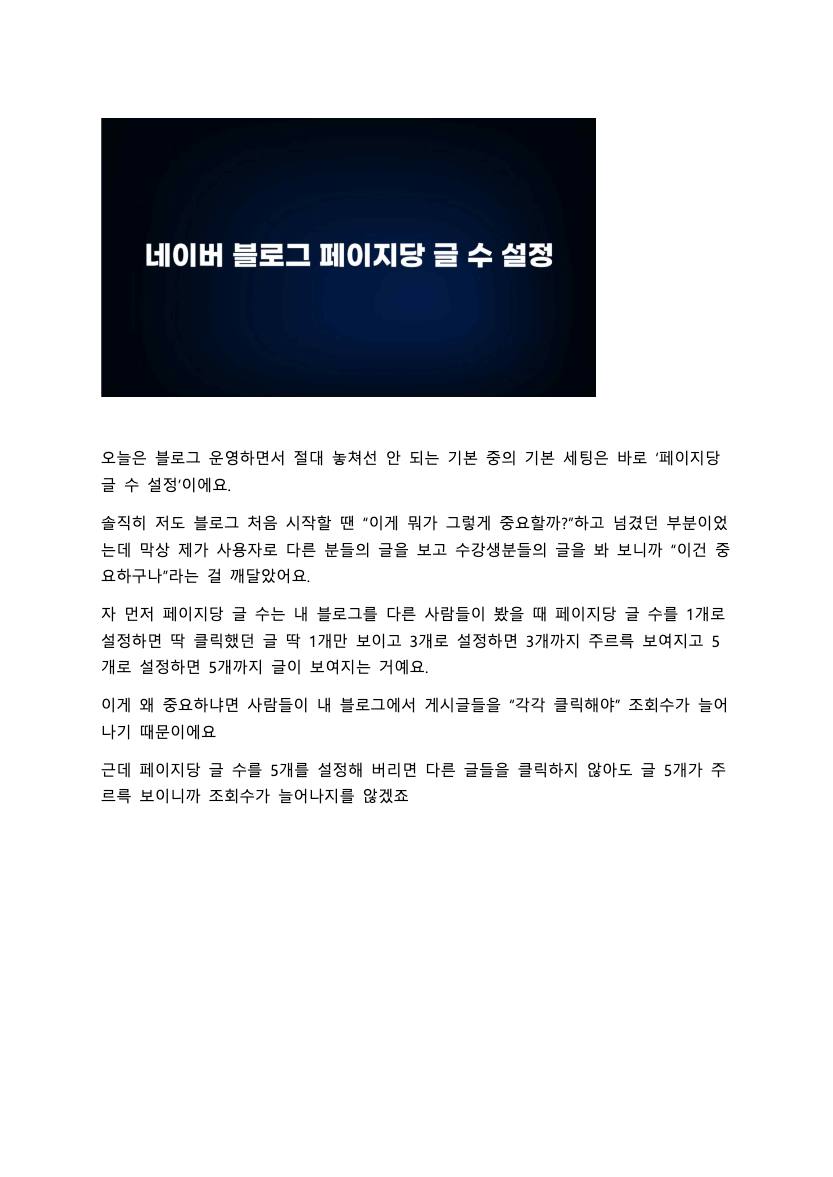 네이버 블로그 페이지당 글 수 설정
오늘은 블로그 운영하면서 절대 놓쳐선 안 되는 기본 중의 기본 세팅은 바로 ‘페이지당
글 수 설정’이에요.
솔직히 저도 블로그 처음 시작할 땐 “이게 뭐가 그렇게 중요할까?”하고 넘겼던 부분이었
는데 막상 제가 사용자로 다른 분들의 글을 보고 수강생분들의 글을 봐 보니까 “이건 중
요하구나”라는 걸 깨달았어요.
자 먼저 페이지당 글 수는 내 블로그를 다른 사람들이 봤을 때 페이지당 글 수를 1개로
설정하면 딱 클릭했던 글 딱 1개만 보이고 3개로 설정하면 3개까지 주르륵 보여지고 5
개로 설정하면 5개까지 글이 보여지는 거예요.
이게 왜 중요하냐면 사람들이 내 블로그에서 게시글들을 “각각 클릭해야” 조회수가 늘어
나기 때문이에요
근데 페이지당 글 수를 5개를 설정해 버리면 다른 글들을 클릭하지 않아도 글 5개가 주
르륵 보이니까 조회수가 늘어나지를 않겠죠